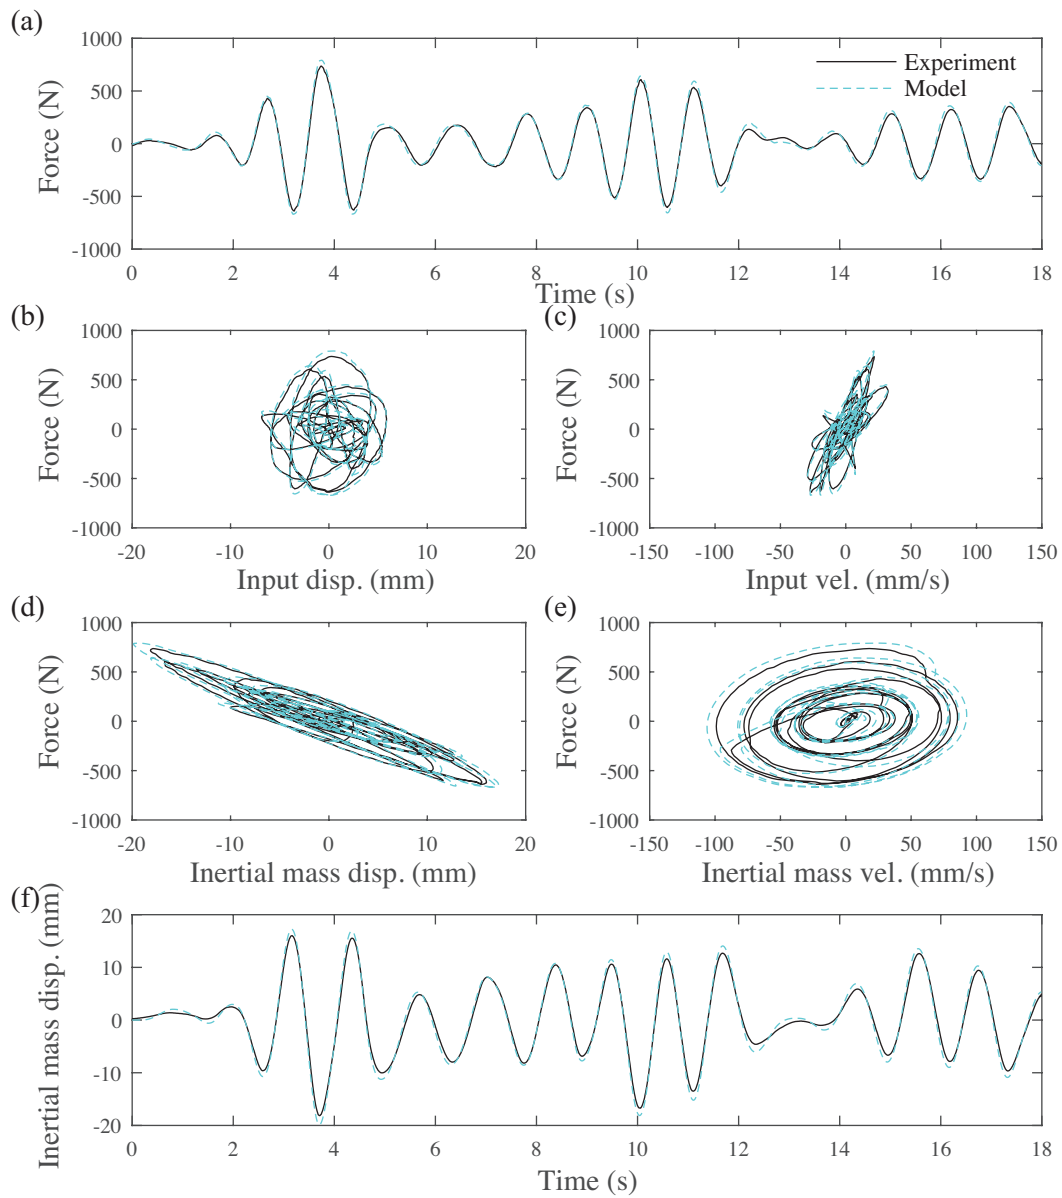 (a)
1000
500
0
-500
-1000
Force (N)
Experiment
Model
0 2 4 6 8 10 12 14 16 18
Time (s)
(b)
1000
500
0
-500
-1000
Force (N)
-20 -10 0 10 20
Input disp. (mm)
(c)
1000
500
0
-500
-1000
Force (N)
-150 -100 -50 0 50 100 150
Input vel. (mm/s)
(d)
1000
500
0
-500
-1000
Force (N)
-20 -10 0 10 20
Inertial mass disp. (mm)
(e)
1000
500
0
-500
-1000
Force (N)
-150 -100 -50 0 50 100 150
Inertial mass vel. (mm/s)
(f)
20
10
0
-10
-20
Inertial mass disp. (mm)
0 2 4 6 8 10 12 14 16 18
Time (s)